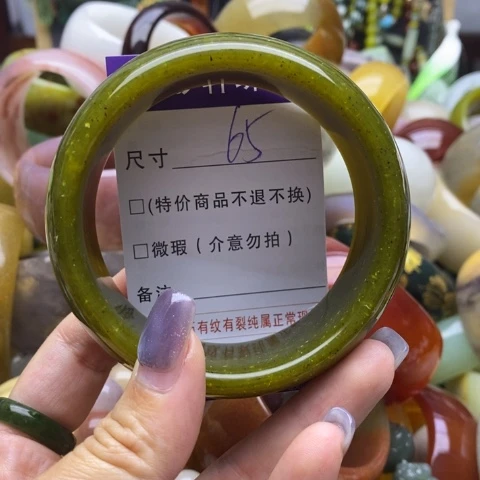 尺寸 65
□(特价商品不退不换)
□微瑕（介意勿拍）
备注
有纹有裂纯属正常现